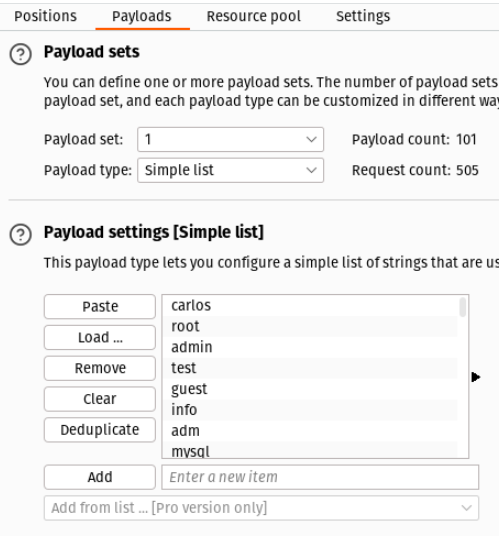 Positions Payloads Resource pool Settings
? Payload sets
You can define one or more payload sets. The number of payload sets
payload set, and each payload type can be customized in different way
Payload set: 1 Payload count: 101
Payload type: Simple list Request count: 505
? Payload settings [Simple list]
This payload type lets you configure a simple list of strings that are us
Paste carlos
root
Load ... admin
Remove test
guest
Clear info
Deduplicate adm
mysql
Add Enter a new item
Add from list ... [Pro version only]